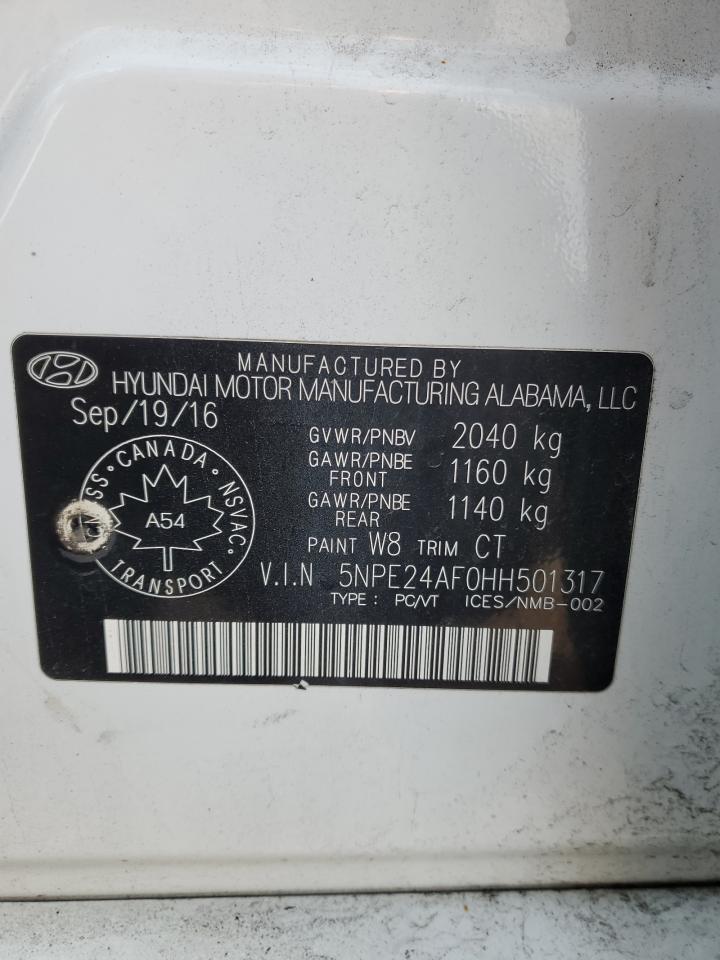 MANUFACTURED BY
HYUNDAI MOTOR MANUFACTURING ALABAMA, LLC
Sep/19/16
GVWR/PNBV 2040 kg
GAWR/PNBE FRONT 1160 kg
GAWR/PNBE REAR 1140 kg
PAINT W8 TRIM CT
V.I.N 5NPE24AF0HH501317
TYPE : PC/VT ICES/NMB-002
CANADA
NSVAC
TRANSPORT
A54